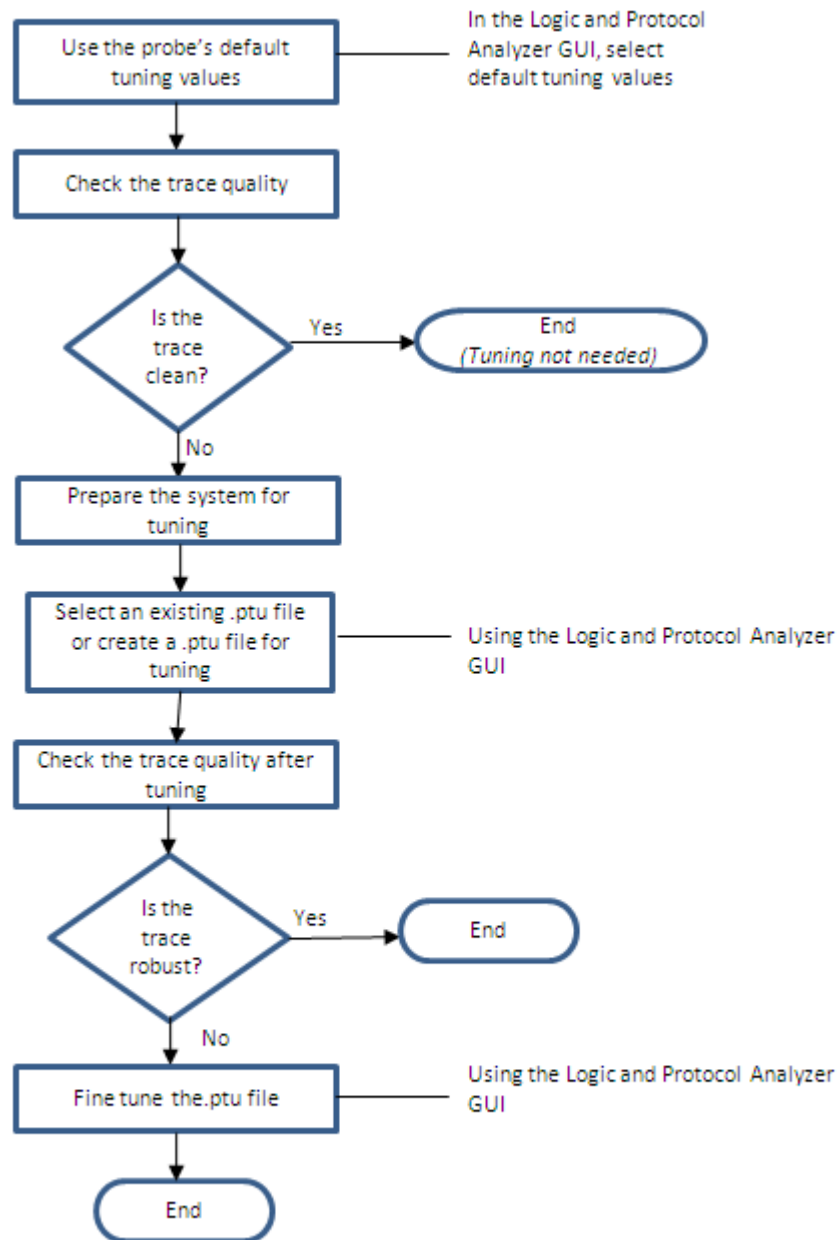 Use the probe's default
tuning values
In the Logic and Protocol
Analyzer GUI, select
default tuning values
Check the trace quality
Is the
trace
clean?
Yes
End
(Tuning not needed)
No
Prepare the system for
tuning
Select an existing .ptu file
or create a .ptu file for
tuning
Using the Logic and Protocol Analyzer
GUI
Check the trace quality after
tuning
Is the
trace
robust?
Yes
End
No
Fine tune the.ptu file
Using the Logic and Protocol Analyzer
GUI
End